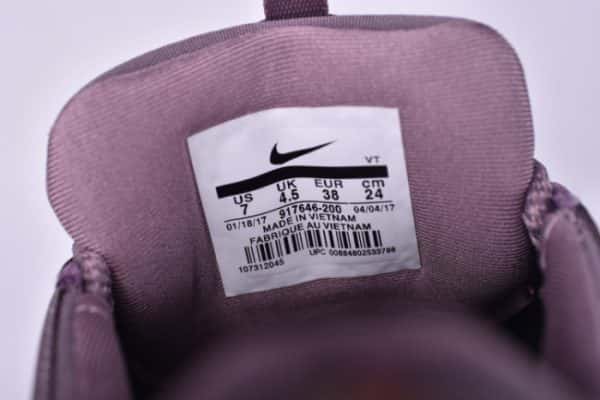 VT
US UK EUR cm
7 4.5 38 24
01/18/17 917646-200 04/04/17
MADE IN VIETNAM
FABRIQUE AU VIETNAM
107312045 UPC 00884802533788